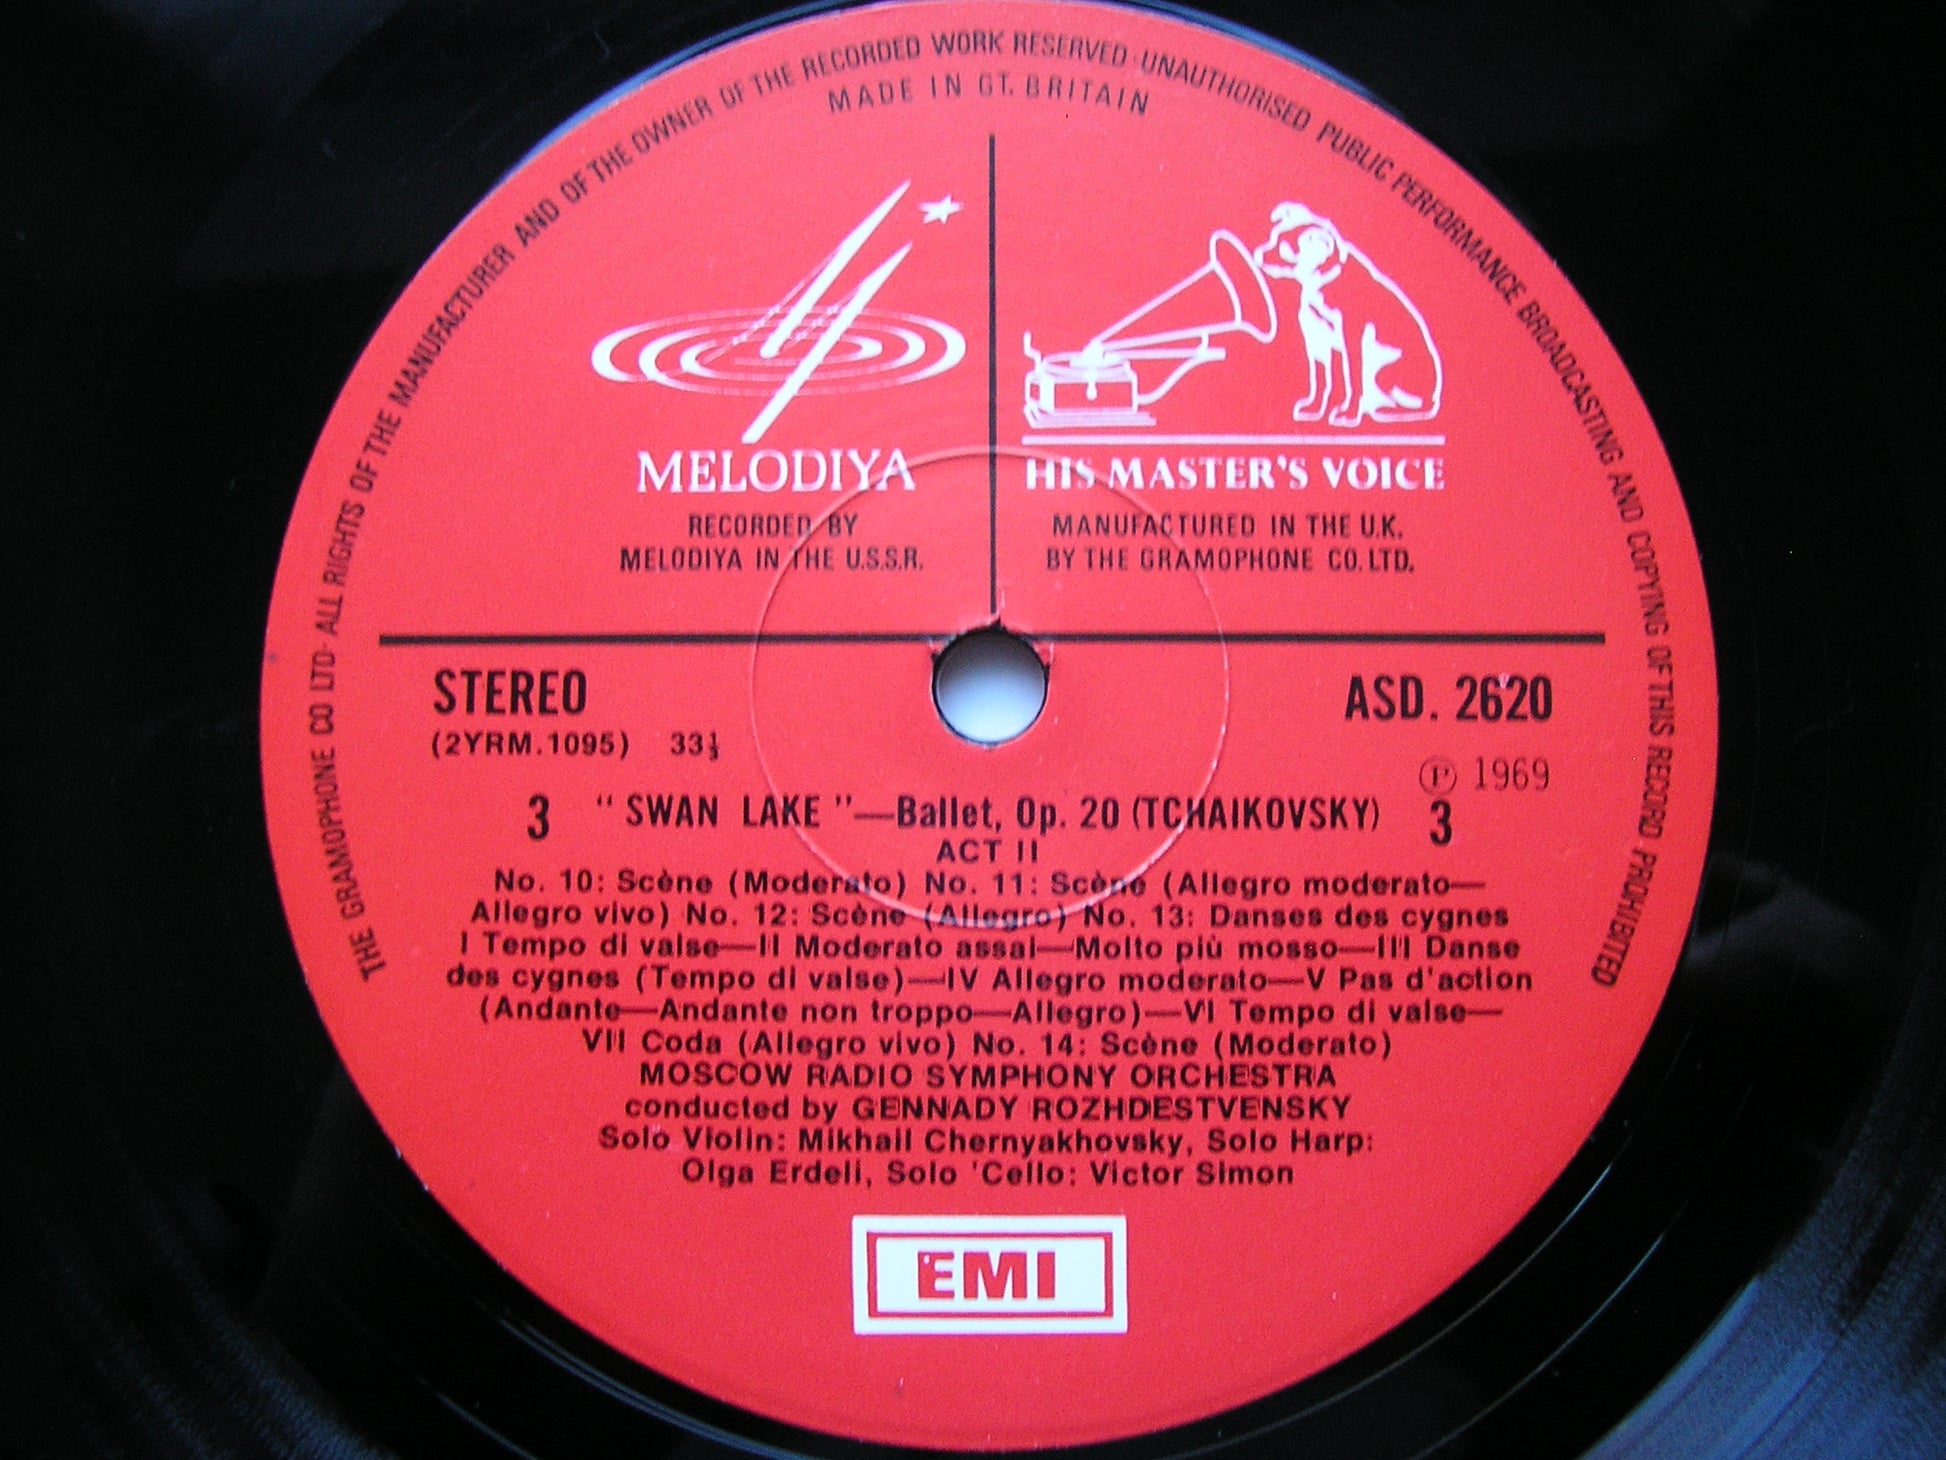 THE GRAMOPHONE CO LTD · ALL RIGHTS OF THE MANUFACTURER AND OF THE OWNER OF THE RECORDED WORK RESERVED · UNAUTHORISED PUBLIC PERFORMANCE BROADCASTING AND COPYING OF THIS RECORD PROHIBITED
MADE IN GT. BRITAIN
MELODIYA
RECORDED BY
MELODIYA IN THE U.S.S.R.
HIS MASTER'S VOICE
MANUFACTURED IN THE U.K.
BY THE GRAMOPHONE CO. LTD.
STEREO
ASD. 2620
(2YRM.1095) 33⅓
Ⓟ 1969
3 "SWAN LAKE"—Ballet, Op. 20 (TCHAIKOVSKY) 3
ACT II
No. 10: Scène (Moderato) No. 11: Scène (Allegro moderato—
Allegro vivo) No. 12: Scène (Allegro) No. 13: Danses des cygnes
I Tempo di valse—II Moderato assai—Molto più mosso—III Danse
des cygnes (Tempo di valse)—IV Allegro moderato—V Pas d'action
(Andante—Andante non troppo—Allegro)—VI Tempo di valse—
VII Coda (Allegro vivo) No. 14: Scène (Moderato)
MOSCOW RADIO SYMPHONY ORCHESTRA
conducted by GENNADY ROZHDESTVENSKY
Solo Violin: Mikhail Chernyakhovsky, Solo Harp:
Olga Erdeli, Solo 'Cello: Victor Simon
EMI